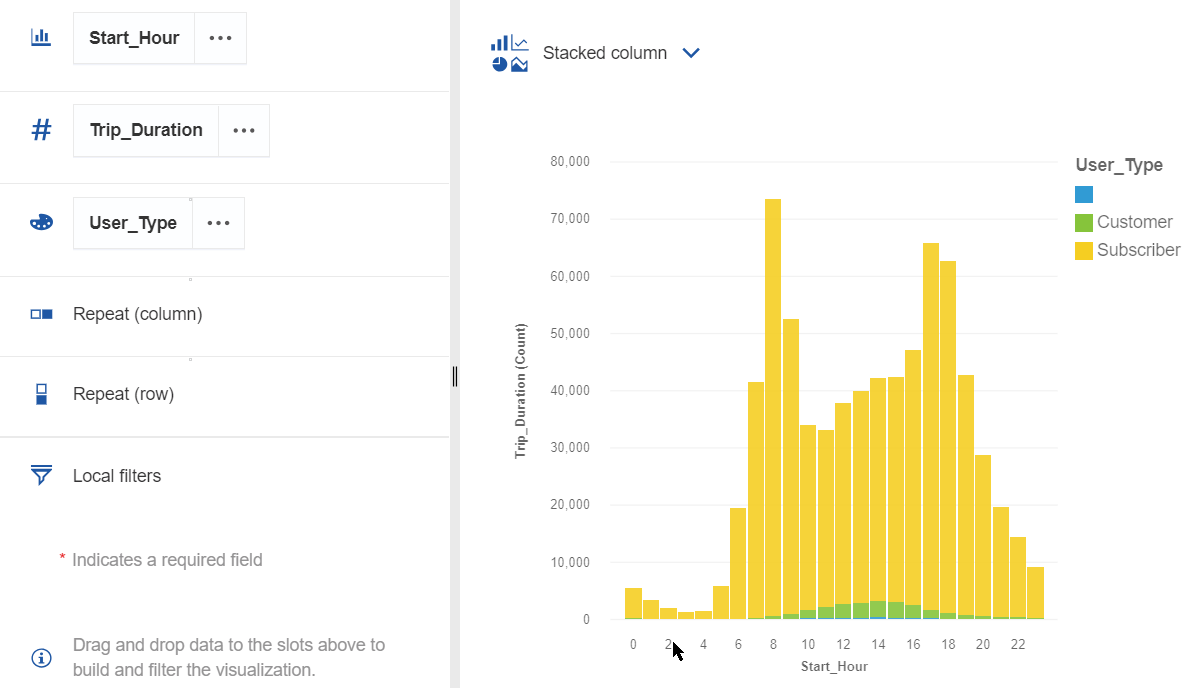 Start_Hour
Trip_Duration
User_Type
Repeat (column)
Repeat (row)
Local filters
* Indicates a required field
Drag and drop data to the slots above to
build and filter the visualization.
Stacked column
80,000
70,000
60,000
50,000
40,000
30,000
20,000
10,000
0
Trip_Duration (Count)
0 2 4 6 8 10 12 14 16 18 20 22
Start_Hour
User_Type
Customer
Subscriber